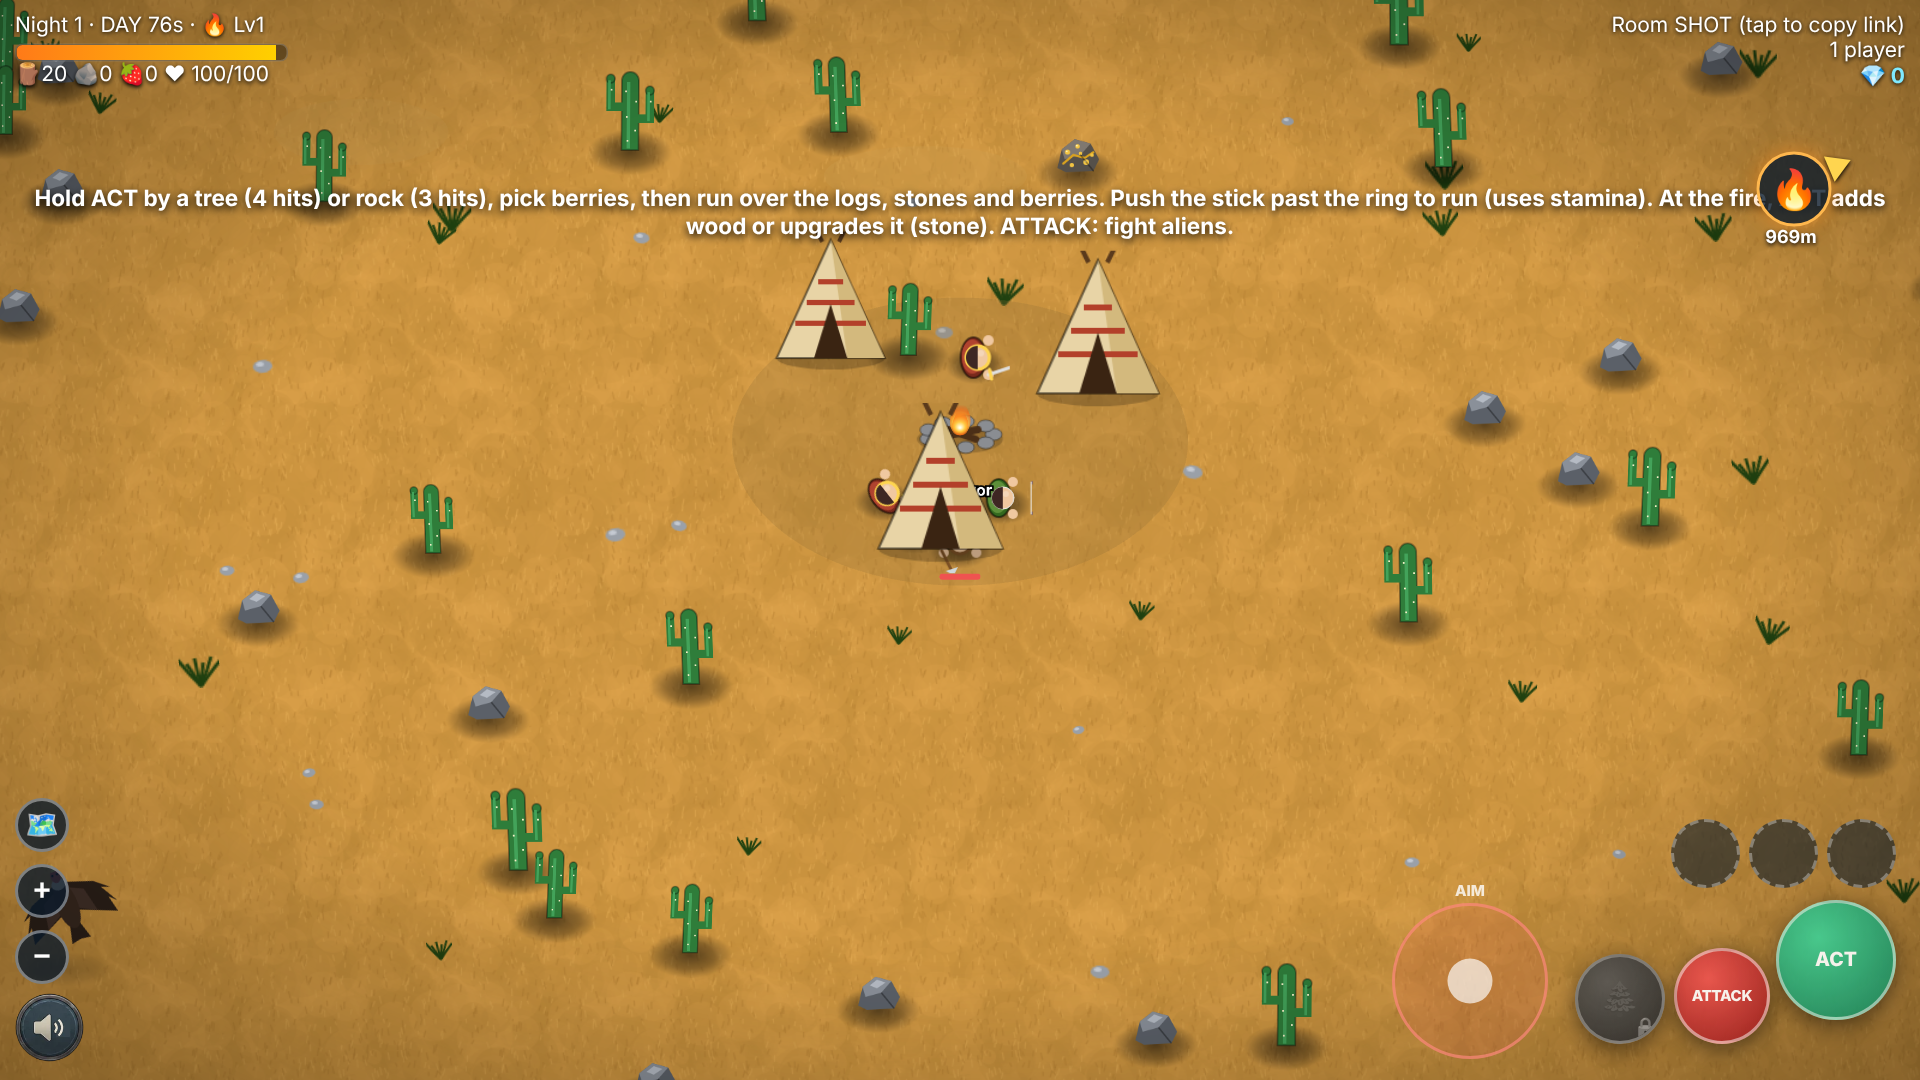 Night 1 · DAY 76s · 🔥 Lv1
20 0 0 100/100
Room SHOT (tap to copy link)
1 player
0
Hold ACT by a tree (4 hits) or rock (3 hits), pick berries, then run over the logs, stones and berries. Push the stick past the ring to run (uses stamina). At the fire, adds
wood or upgrades it (stone). ATTACK: fight aliens.
969m
or
AIM
ATTACK
ACT